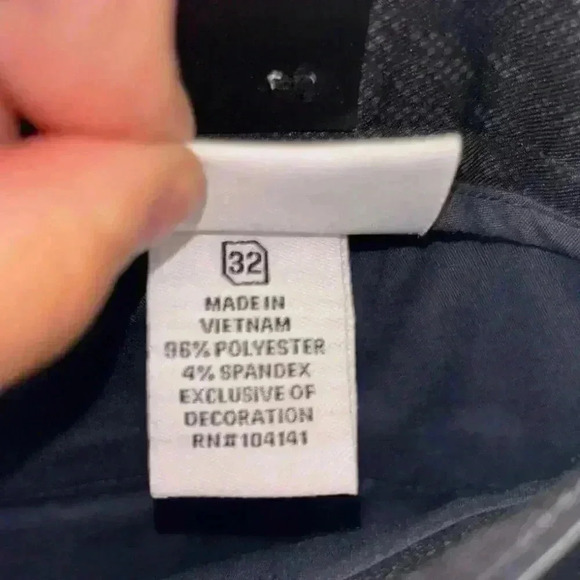 32
MADE IN
VIETNAM
96% POLYESTER
4% SPANDEX
EXCLUSIVE OF
DECORATION
RN#104141